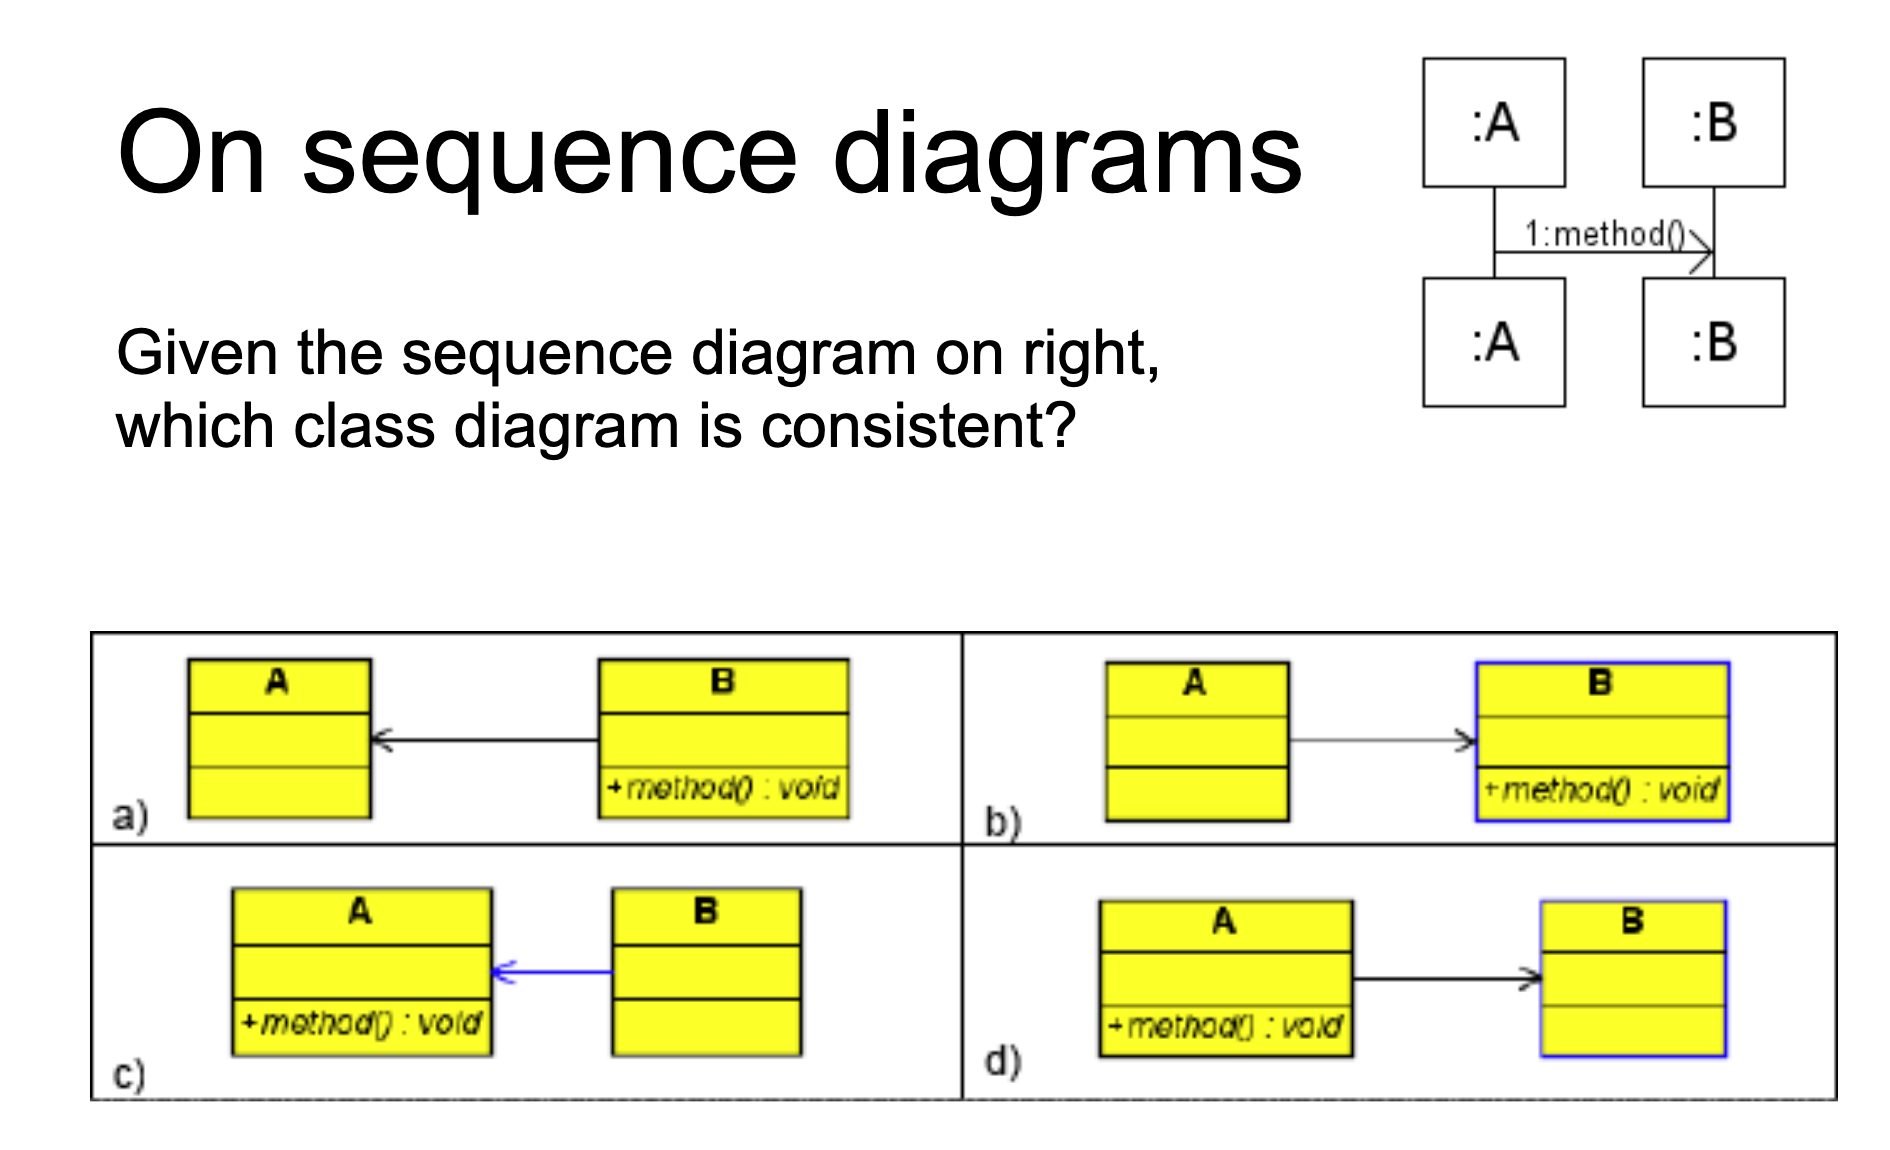 On sequence diagrams
:A
:B
1:method()
:A
:B
Given the sequence diagram on right,
which class diagram is consistent?
A
B
+method() : void
a)
A
B
+method() : void
b)
A
B
+method() : void
c)
A
B
+method() : void
d)